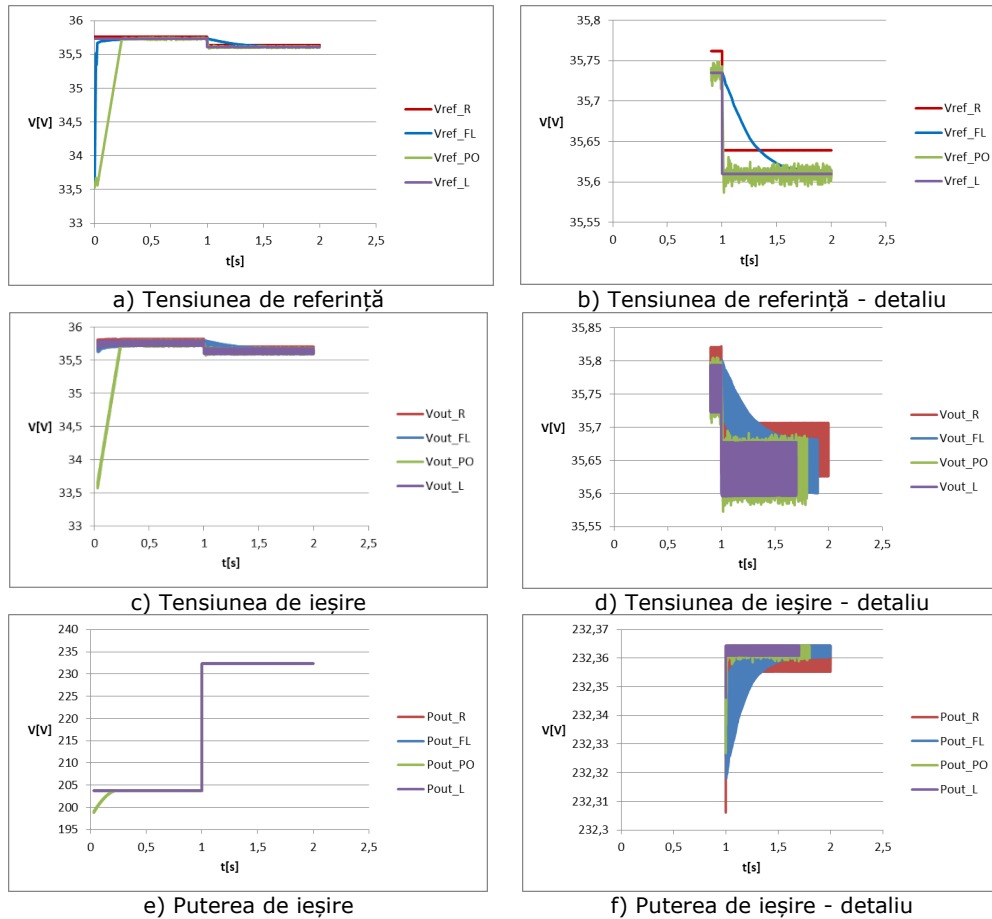 36
35,5
35
34,5
V[V]
34
33,5
33
0 0,5 1 1,5 2 2,5
t[s]
Vref_R
Vref_FL
Vref_PO
Vref_L
a) Tensiunea de referință
35,8
35,75
35,7
V[V]
35,65
35,6
35,55
0 0,5 1 1,5 2 2,5
t[s]
Vref_R
Vref_FL
Vref_PO
Vref_L
b) Tensiunea de referință - detaliu
36
35,5
35
34,5
V[V]
34
33,5
33
0 0,5 1 1,5 2 2,5
t[s]
Vout_R
Vout_FL
Vout_PO
Vout_L
c) Tensiunea de ieșire
35,85
35,8
35,75
V[V]
35,7
35,65
35,6
35,55
0 0,5 1 1,5 2 2,5
t[s]
Vout_R
Vout_FL
Vout_PO
Vout_L
d) Tensiunea de ieșire - detaliu
240
235
230
225
220
V[V]
215
210
205
200
195
0 0,5 1 1,5 2 2,5
t[s]
Pout_R
Pout_FL
Pout_PO
Pout_L
e) Puterea de ieșire
232,37
232,36
232,35
V[V]
232,34
232,33
232,32
232,31
232,3
0 0,5 1 1,5 2 2,5
t[s]
Pout_R
Pout_FL
Pout_PO
Pout_L
f) Puterea de ieșire - detaliu